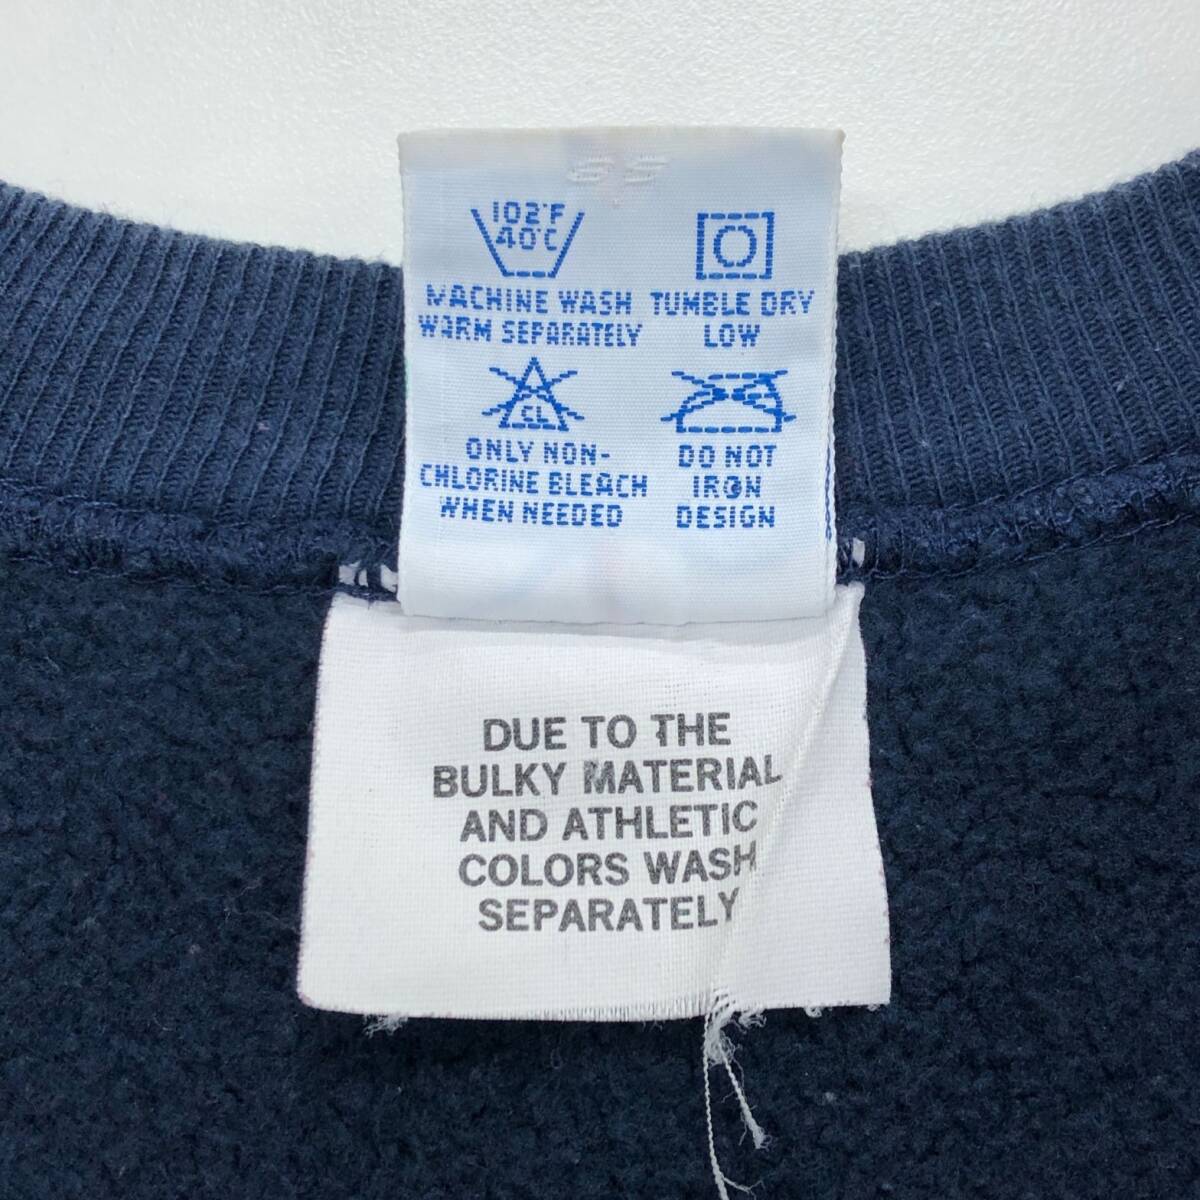 102°F
40°C
MACHINE WASH
WARM SEPARATELY
TUMBLE DRY
LOW
CL
ONLY NON-
CHLORINE BLEACH
WHEN NEEDED
DO NOT
IRON
DESIGN
DUE TO THE
BULKY MATERIAL
AND ATHLETIC
COLORS WASH
SEPARATELY